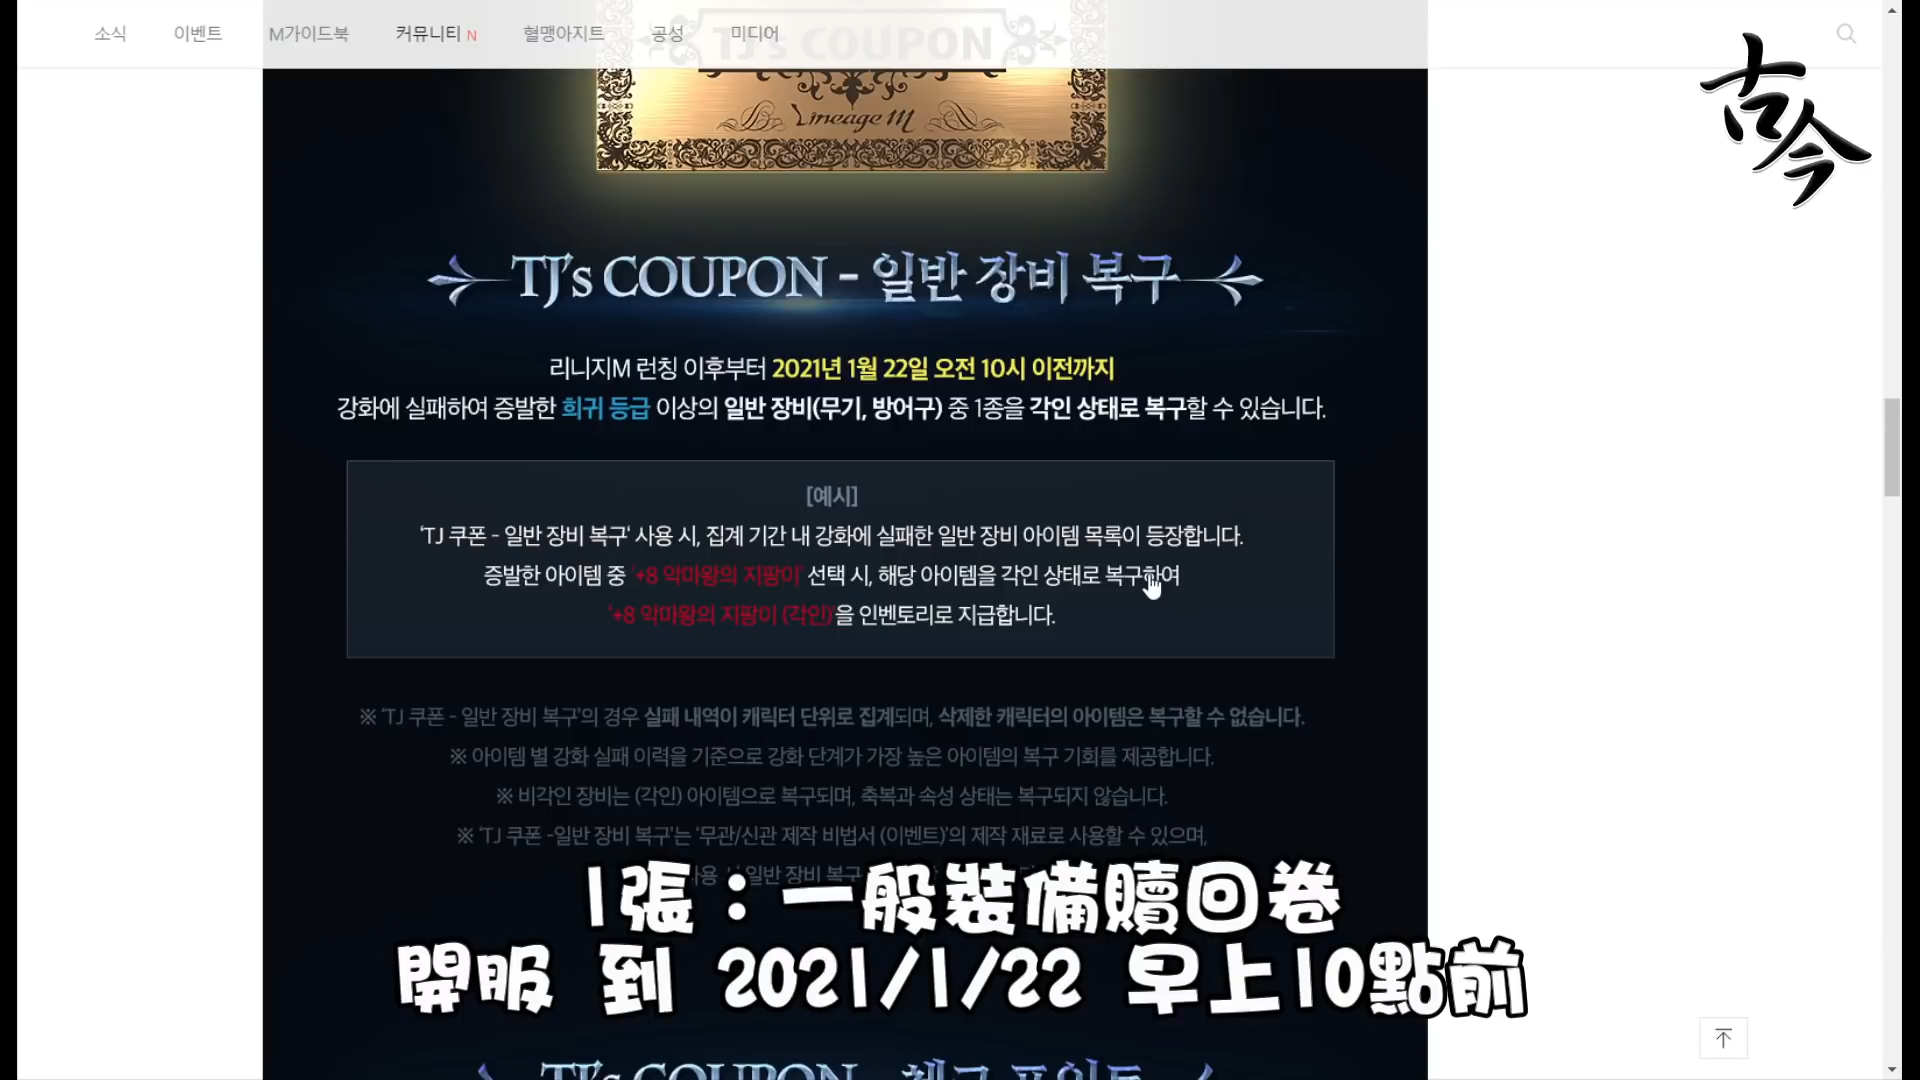 소식 이벤트 M가이드북 커뮤니티 N 혈맹아지트 공성 미디어
TJ's COUPON
Lineage M
古今
TJ's COUPON - 일반 장비 복구
리니지M 런칭 이후부터 2021년 1월 22일 오전 10시 이전까지
강화에 실패하여 증발한 희귀 등급 이상의 일반 장비(무기, 방어구) 중 1종을 각인 상태로 복구할 수 있습니다.
[예시]
'TJ 쿠폰 - 일반 장비 복구' 사용 시, 집계 기간 내 강화에 실패한 일반 장비 아이템 목록이 등장합니다.
증발한 아이템 중 '+8 악마왕의 지팡이' 선택 시, 해당 아이템을 각인 상태로 복구하여
'+8 악마왕의 지팡이 (각인)'을 인벤토리로 지급합니다.
※ 'TJ 쿠폰 - 일반 장비 복구'의 경우 실패 내역이 캐릭터 단위로 집계되며, 삭제한 캐릭터의 아이템은 복구할 수 없습니다.
※ 아이템 별 강화 실패 이력을 기준으로 강화 단계가 가장 높은 아이템의 복구 기회를 제공합니다.
※ 비각인 장비는 (각인) 아이템으로 복구되며, 축복과 속성 상태는 복구되지 않습니다.
※ 'TJ 쿠폰 -일반 장비 복구'는 '무관/신관 제작 비법서 (이벤트)'의 제작 재료로 사용할 수 있으며,
일반 장비 복구
1張：一般裝備贖回卷
開服 到 2021/1/22 早上10點前
TJ's COUPON - 체크 포인트